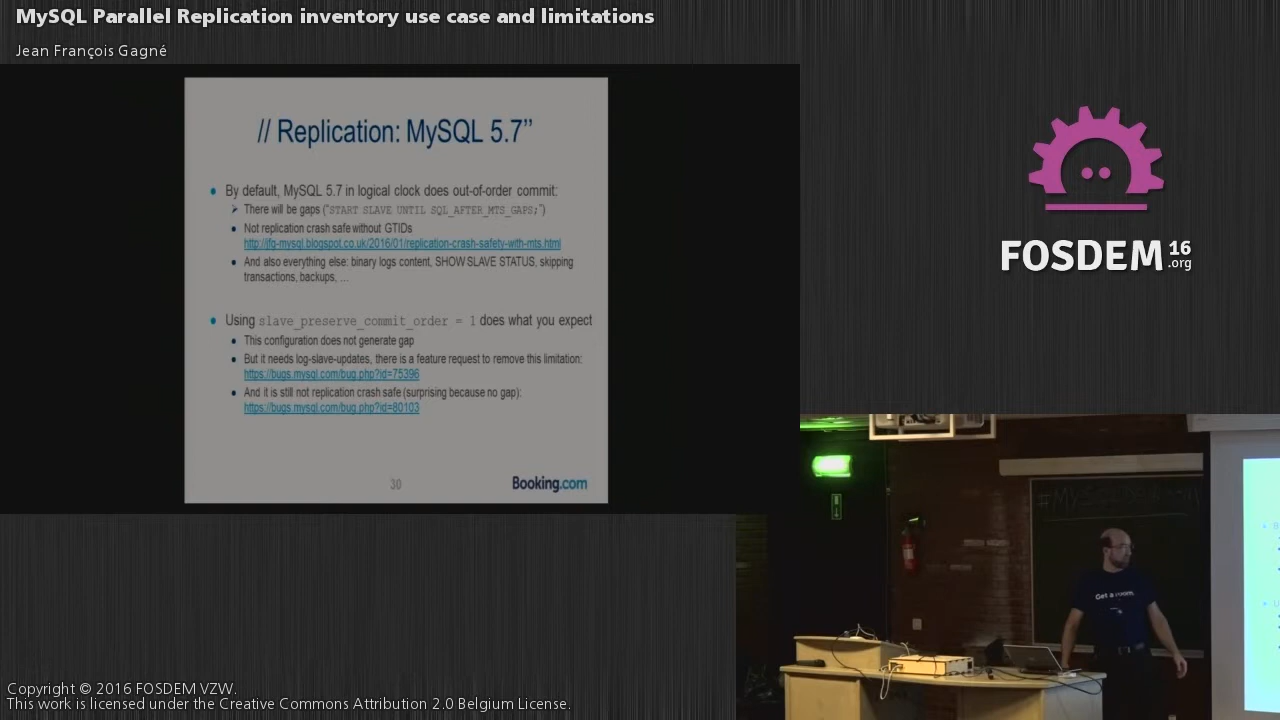 MySQL Parallel Replication inventory use case and limitations
Jean François Gagné
// Replication: MySQL 5.7’’
By default, MySQL 5.7 in logical clock does out-of-order commit:
There will be gaps ("START SLAVE UNTIL SQL_AFTER_MTS_GAPS;")
Not replication crash safe without GTIDs
http://jfg-mysql.blogspot.co.uk/2016/01/replication-crash-safety-with-mts.html
And also everything else: binary logs content, SHOW SLAVE STATUS, skipping
transactions, backups, …
Using slave_preserve_commit_order = 1 does what you expect
This configuration does not generate gap
But it needs log-slave-updates, there is a feature request to remove this limitation:
https://bugs.mysql.com/bug.php?id=75396
And it is still not replication crash safe (surprising because no gap):
https://bugs.mysql.com/bug.php?id=80103
30
Booking.com
FOSDEM 16
.org
Get a room
Copyright © 2016 FOSDEM VZW.
This work is licensed under the Creative Commons Attribution 2.0 Belgium License.